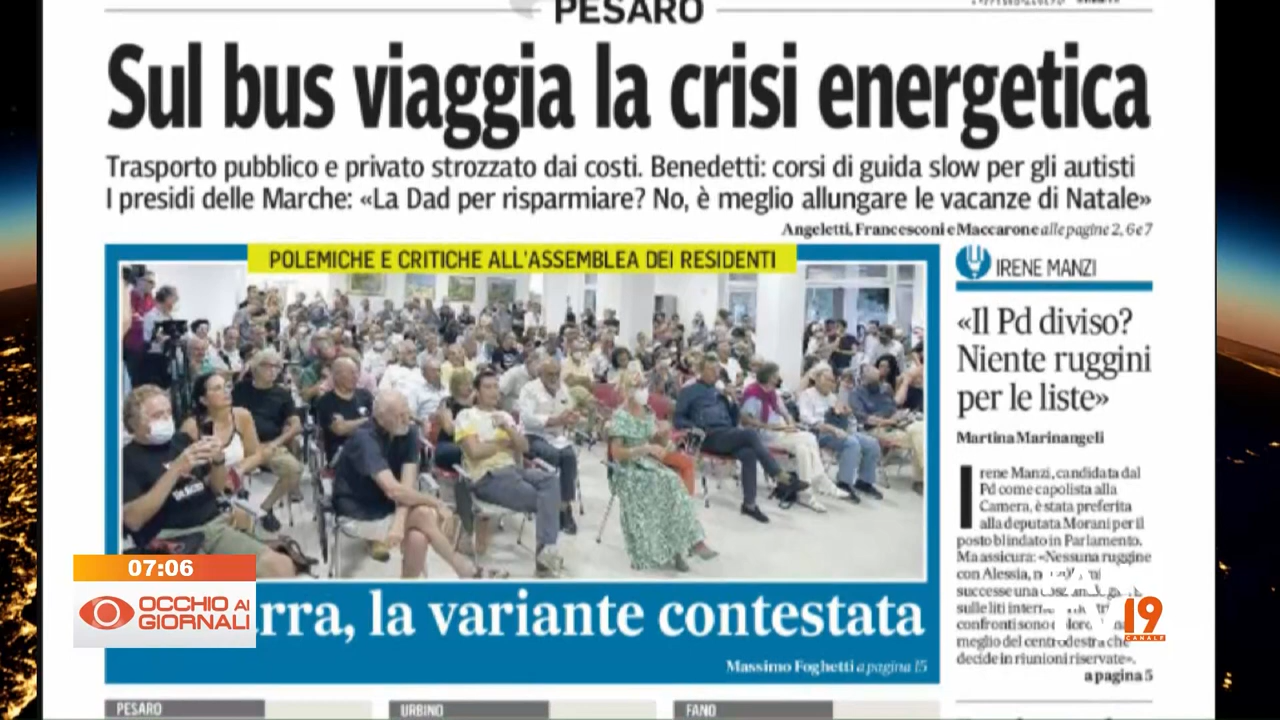 PESARO
Sul bus viaggia la crisi energetica
Trasporto pubblico e privato strozzato dai costi. Benedetti: corsi di guida slow per gli autisti
I presidi delle Marche: «La Dad per risparmiare? No, è meglio allungare le vacanze di Natale»
Angeletti, Francesconi e Maccarone alle pagine 2, 6 e 7
POLEMICHE E CRITICHE ALL'ASSEMBLEA DEI RESIDENTI
la variante contestata
Massimo Foghetti a pagina 15
IRENE MANZI
«Il Pd diviso?
Niente ruggini
per le liste»
Martina Marinangeli
Irene Manzi, candidata dal
Pd come capolista alla
Camera, è stata preferita
alla deputata Morani per il
posto blindato in Parlamento.
Ma assicura: «Nessuna ruggine
con Alessia,
successe una
sulle liti
confronti sono
meglio del centrodestra che
decide in riunioni riservate».
a pagina 5
07:06
OCCHIO AI
GIORNALI
19
CANALE
PESARO
URBINO
FANO